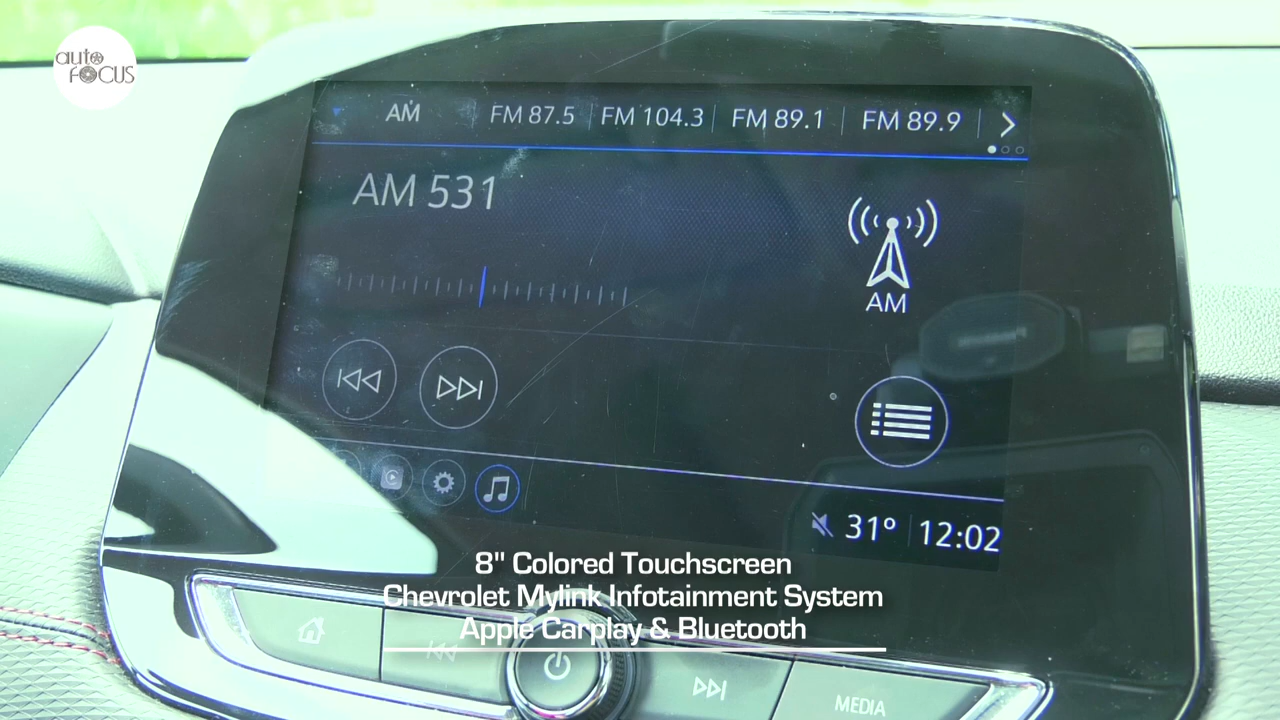 auto
FOCUS
AM FM 87.5 FM 104.3 FM 89.1 FM 89.9
AM 531
AM
31° 12:02
8" Colored Touchscreen
Chevrolet Mylink Infotainment System
Apple Carplay & Bluetooth
MEDIA